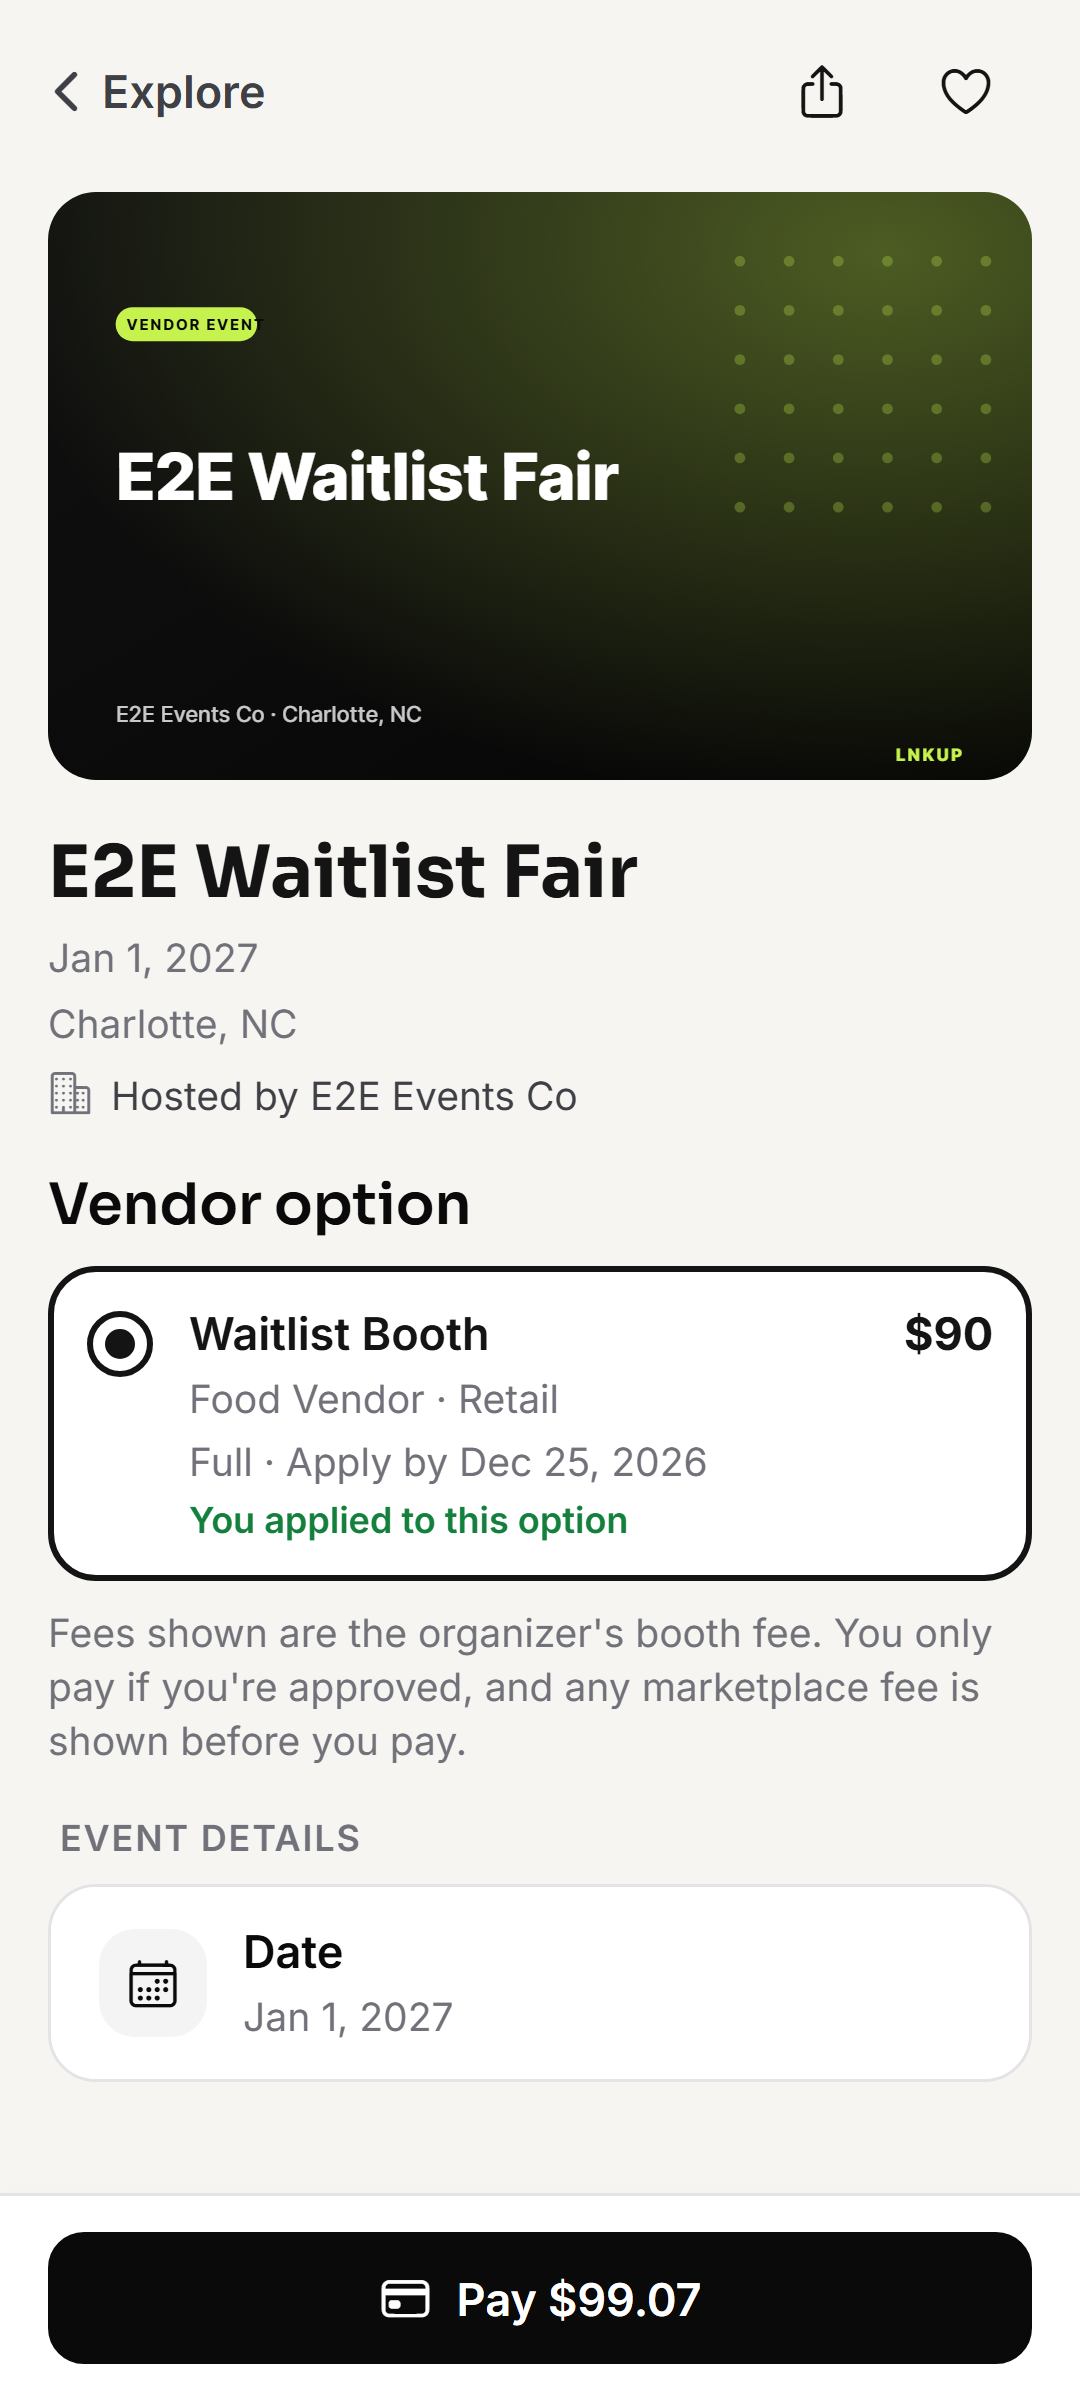 Explore
VENDOR EVENT
E2E Waitlist Fair
E2E Events Co · Charlotte, NC
LNKUP
E2E Waitlist Fair
Jan 1, 2027
Charlotte, NC
Hosted by E2E Events Co
Vendor option
Waitlist Booth $90
Food Vendor · Retail
Full · Apply by Dec 25, 2026
You applied to this option
Fees shown are the organizer's booth fee. You only
pay if you're approved, and any marketplace fee is
shown before you pay.
EVENT DETAILS
Date
Jan 1, 2027
Pay $99.07